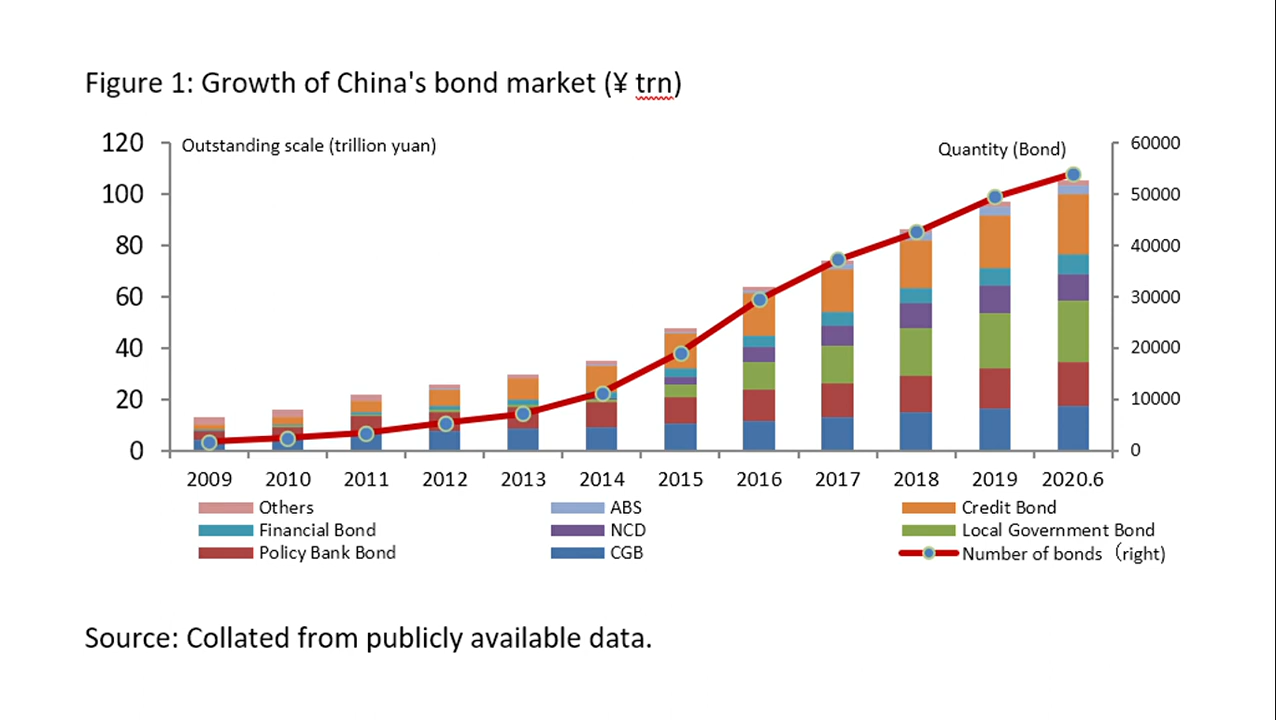 Figure 1: Growth of China's bond market (¥ trn)
Outstanding scale (trillion yuan)
Quantity (Bond)
120
100
80
60
40
20
0
60000
50000
40000
30000
20000
10000
0
2009 2010 2011 2012 2013 2014 2015 2016 2017 2018 2019 2020.6
Others ABS Credit Bond
Financial Bond NCD Local Government Bond
Policy Bank Bond CGB Number of bonds （right)
Source: Collated from publicly available data.